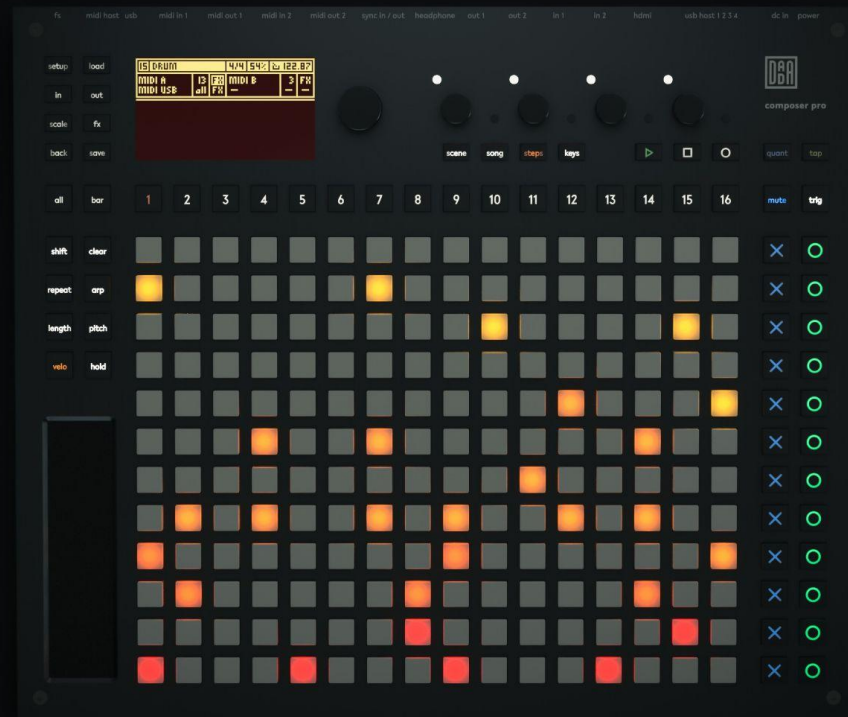 fs midi host usb midi in 1 midi out 1 midi in 2 midi out 2 sync in / out headphone out 1 out 2 in 1 in 2 hdmi usb host 1 2 3 4 dc in power
setup load
in out
scale fx
back save
15 DRUM 4/4 54% 122.87
MIDI A 13 FX MIDI B 3 FX
MIDI USB all FX — — —
DADA
composer pro
scene song steps keys quant tap
all bar 1 2 3 4 5 6 7 8 9 10 11 12 13 14 15 16 mute trig
shift clear
repeat arp
length pitch
velo hold